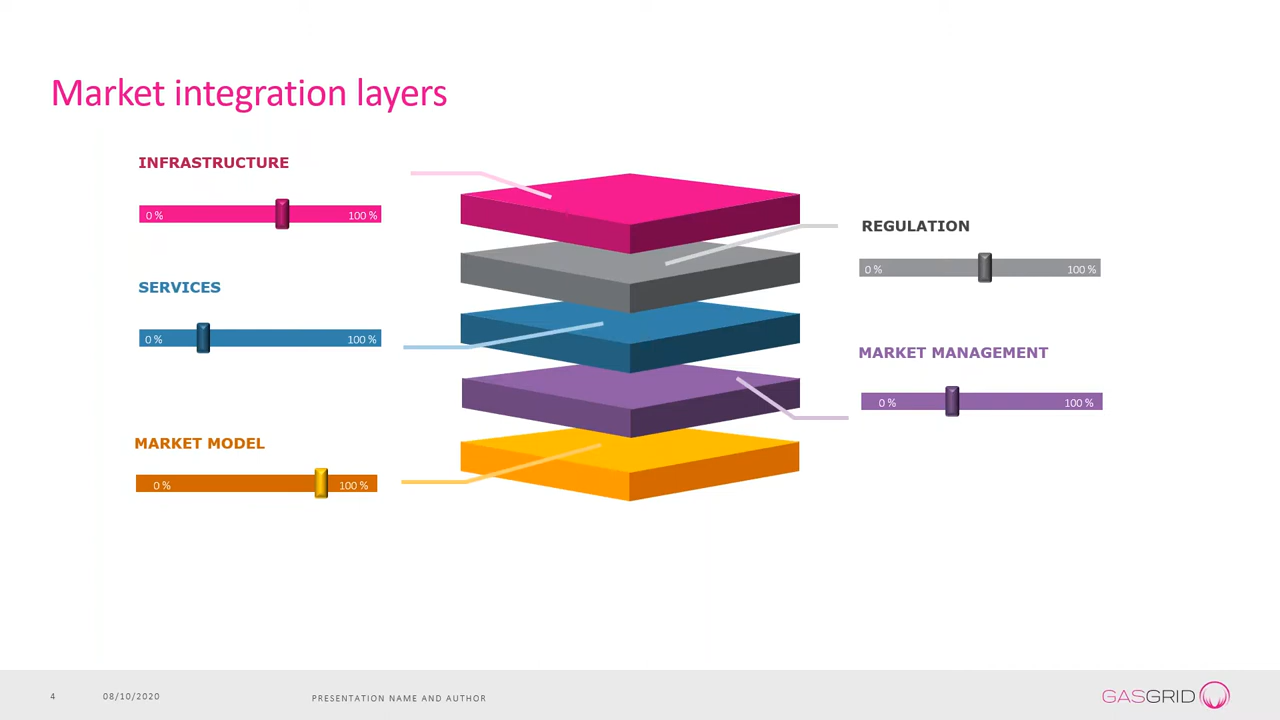 Market integration layers
INFRASTRUCTURE
0 % 100 %
REGULATION
0 % 100 %
SERVICES
0 % 100 %
MARKET MANAGEMENT
0 % 100 %
MARKET MODEL
0 % 100 %
4 08/10/2020 PRESENTATION NAME AND AUTHOR GASGRID